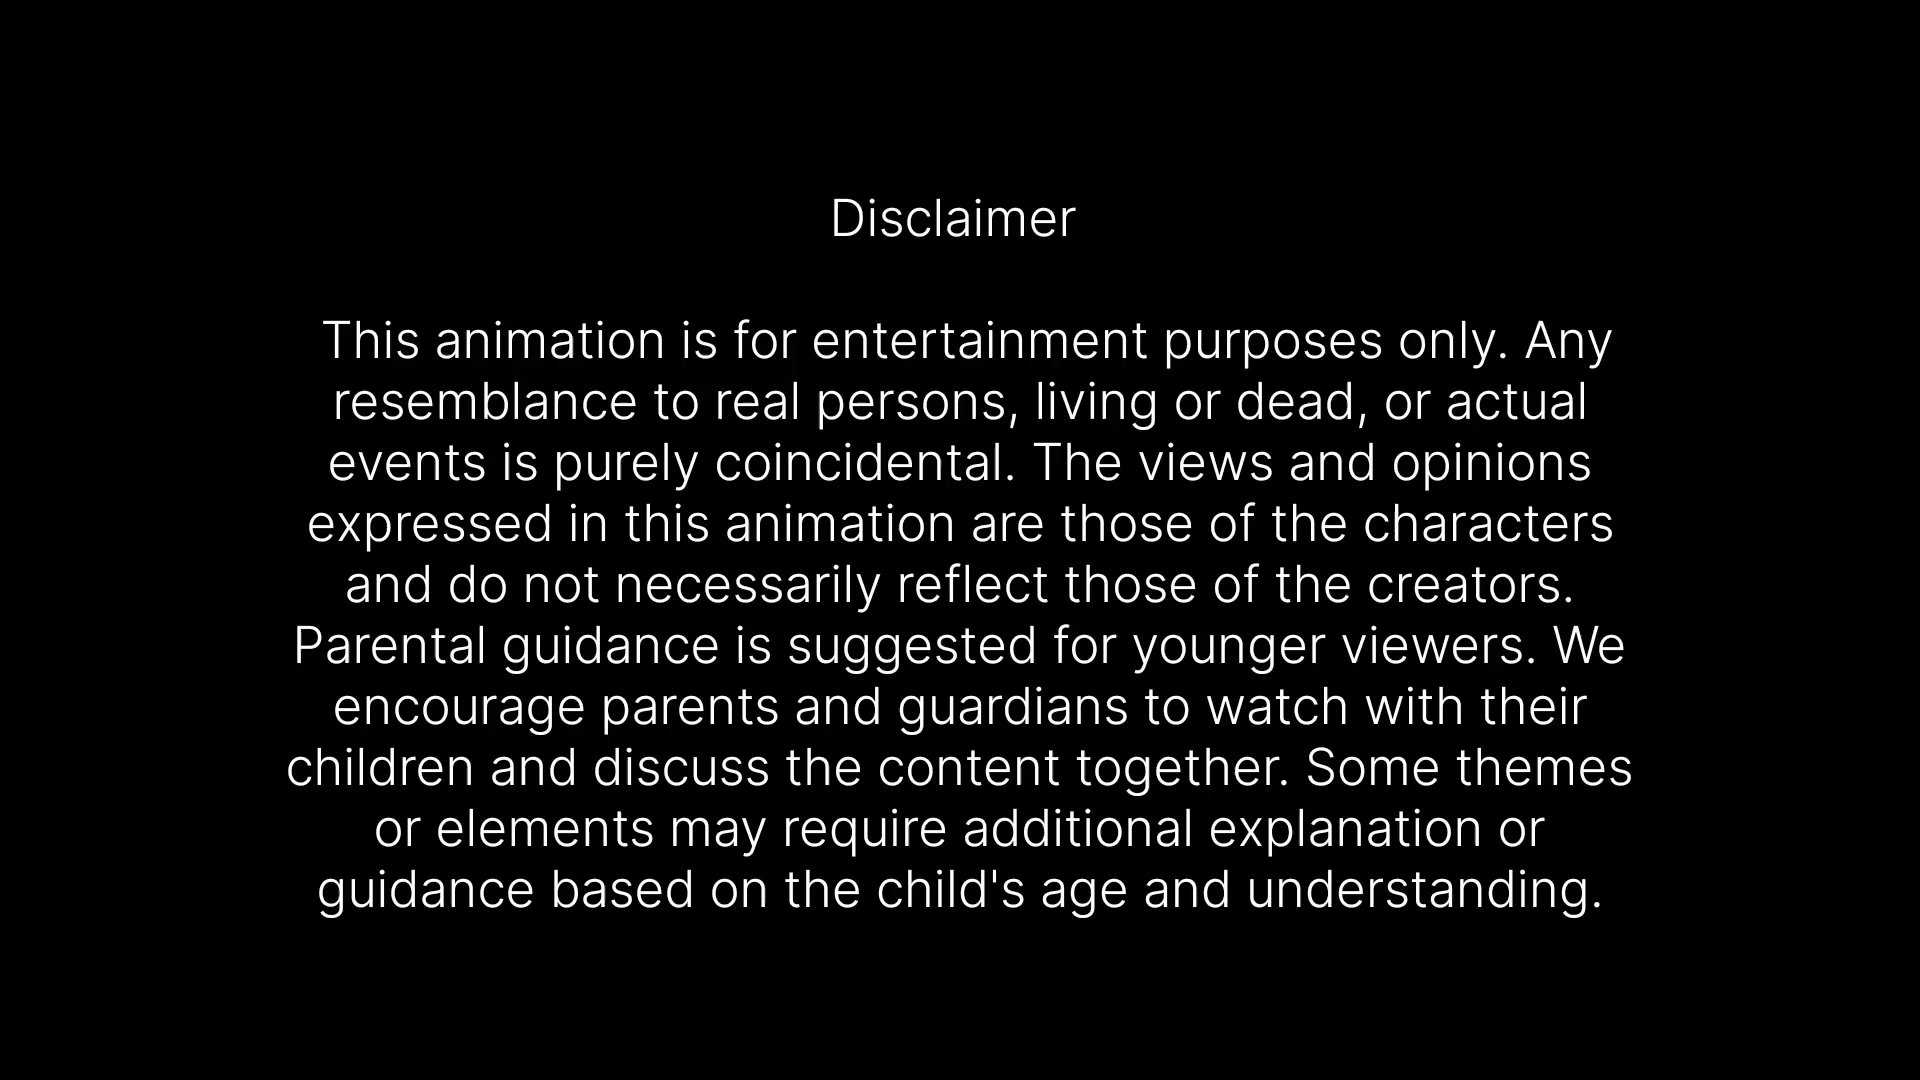 Disclaimer
This animation is for entertainment purposes only. Any
resemblance to real persons, living or dead, or actual
events is purely coincidental. The views and opinions
expressed in this animation are those of the characters
and do not necessarily reflect those of the creators.
Parental guidance is suggested for younger viewers. We
encourage parents and guardians to watch with their
children and discuss the content together. Some themes
or elements may require additional explanation or
guidance based on the child's age and understanding.